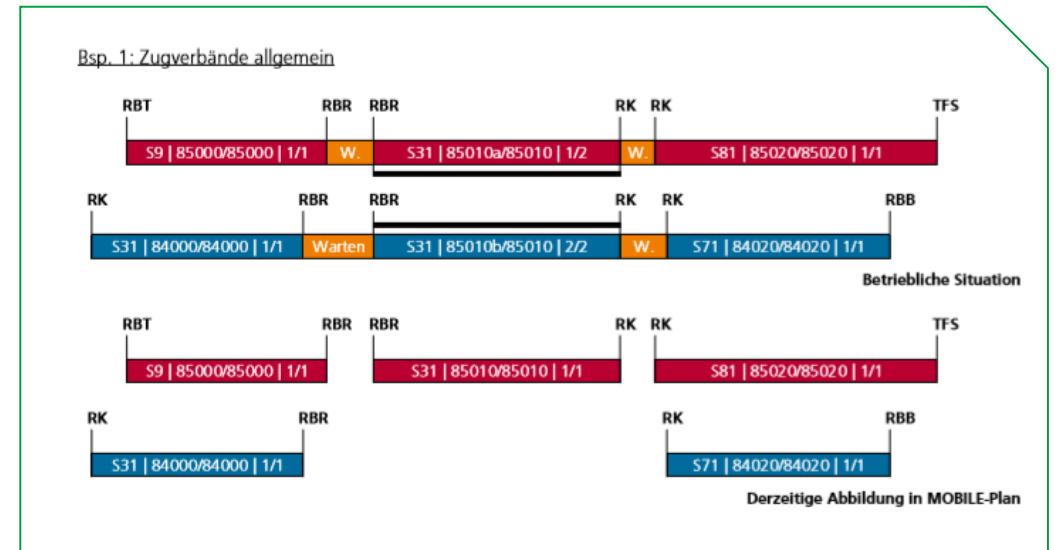 Bsp. 1: Zugverbände allgemein
RBT RBR RBR RK RK TFS
S9 | 85000/85000 | 1/1 W. S31 | 85010a/85010 | 1/2 W. S81 | 85020/85020 | 1/1
RK RBR RBR RK RK RBB
S31 | 84000/84000 | 1/1 Warten S31 | 85010b/85010 | 2/2 W. S71 | 84020/84020 | 1/1
Betriebliche Situation
RBT RBR RBR RK RK TFS
S9 | 85000/85000 | 1/1 S31 | 85010/85010 | 1/1 S81 | 85020/85020 | 1/1
RK RBR RK RBB
S31 | 84000/84000 | 1/1 S71 | 84020/84020 | 1/1
Derzeitige Abbildung in MOBILE-Plan